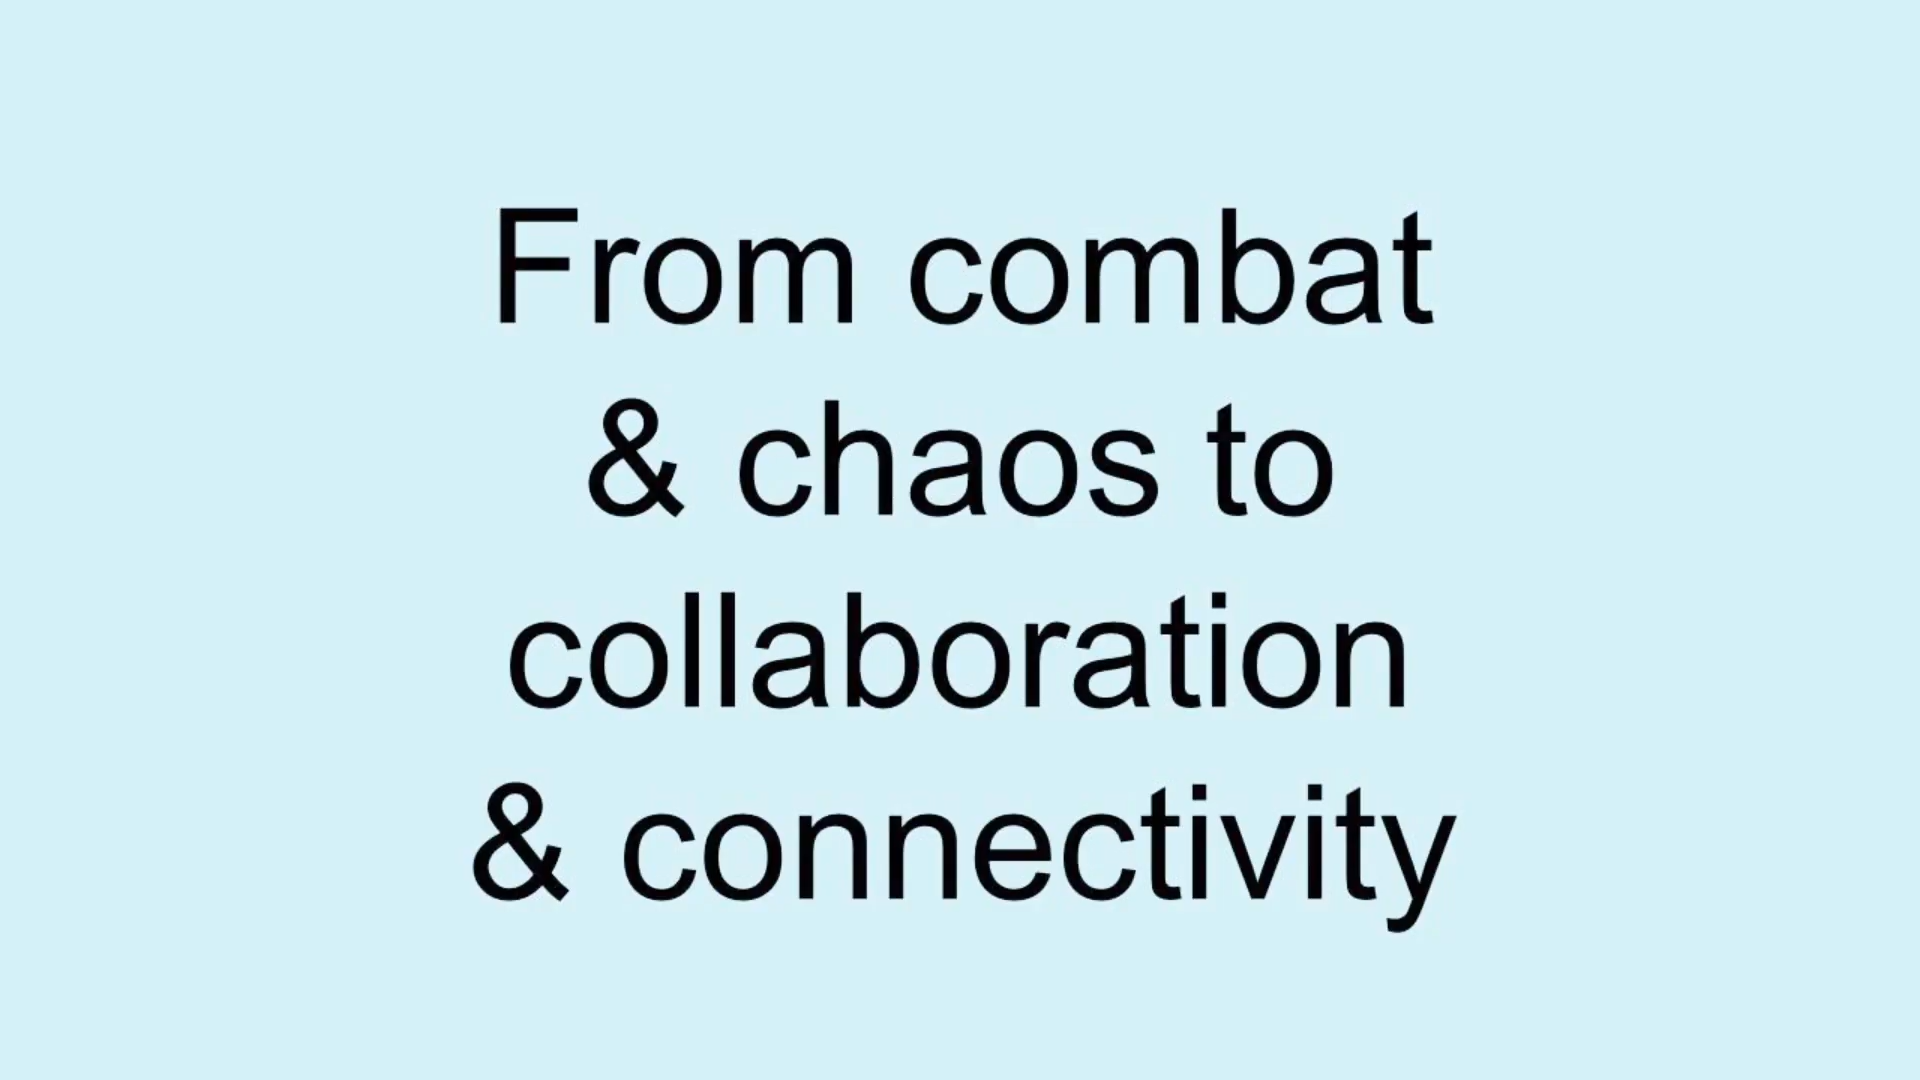 From combat
& chaos to
collaboration
& connectivity